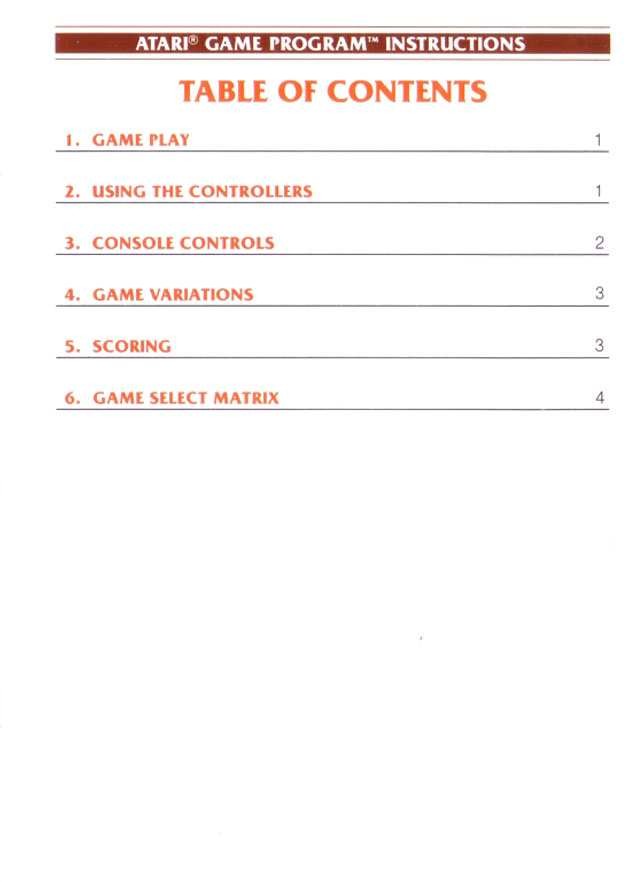 ATARI® GAME PROGRAM™ INSTRUCTIONS
TABLE OF CONTENTS
1. GAME PLAY 1
2. USING THE CONTROLLERS 1
3. CONSOLE CONTROLS 2
4. GAME VARIATIONS 3
5. SCORING 3
6. GAME SELECT MATRIX 4